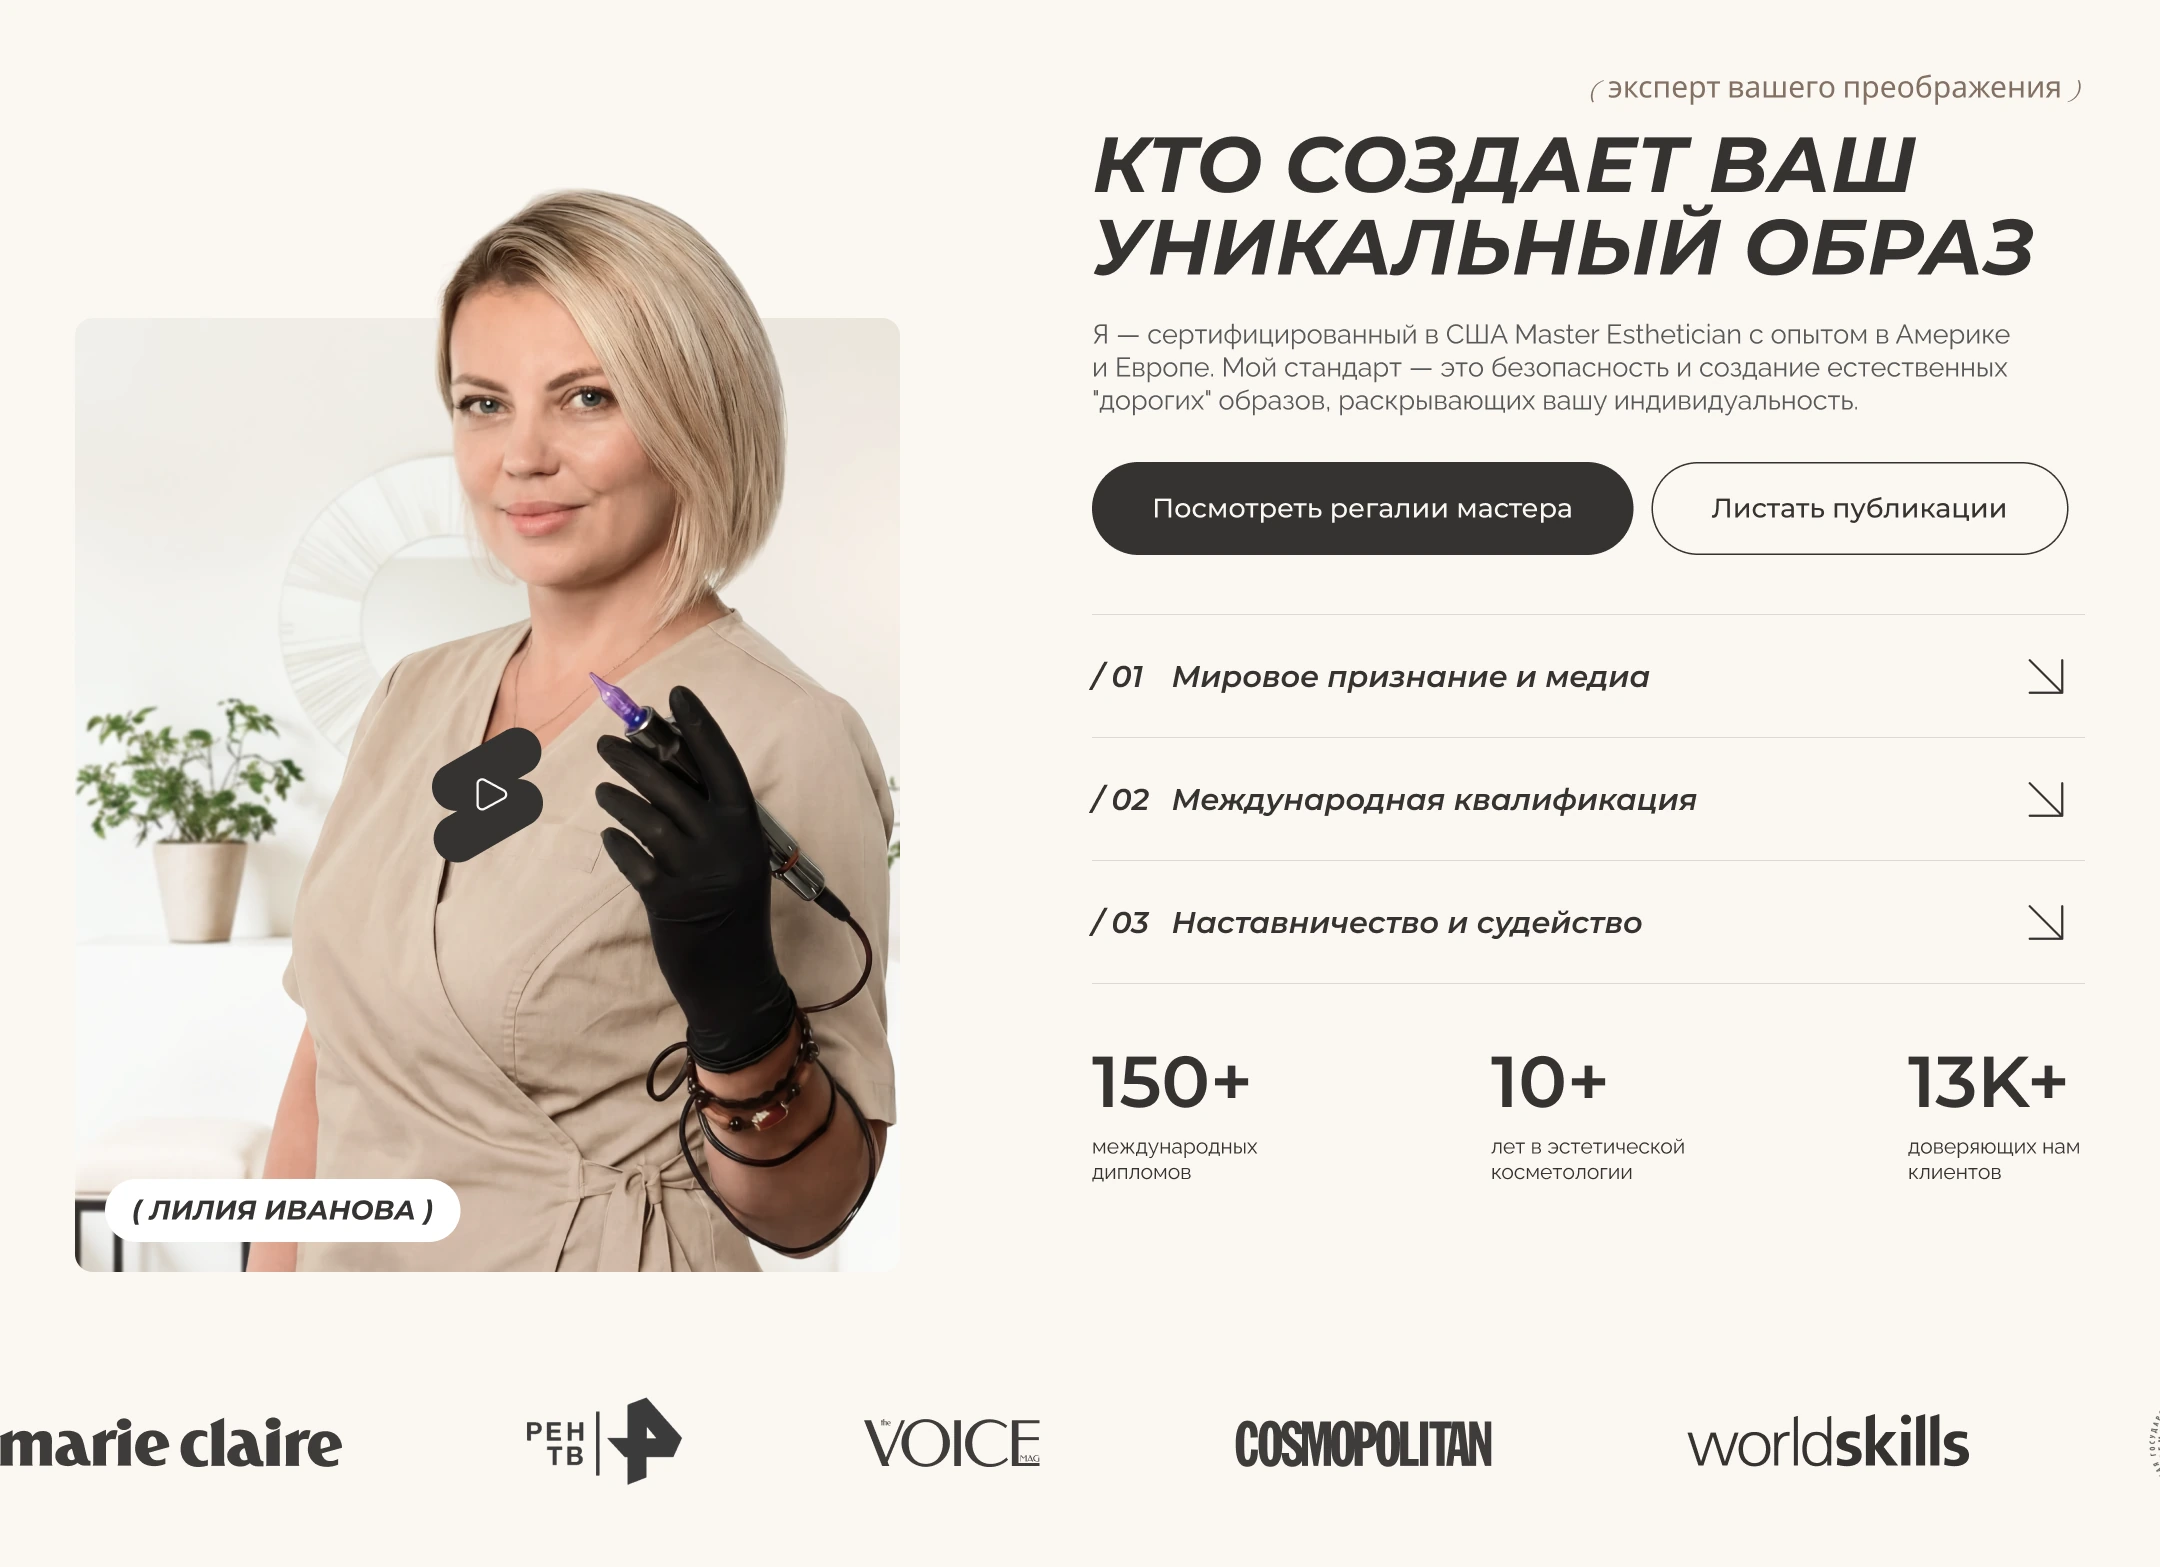 ( эксперт вашего преображения )
КТО СОЗДАЕТ ВАШ
УНИКАЛЬНЫЙ ОБРАЗ
Я — сертифицированный в США Master Esthetician с опытом в Америке
и Европе. Мой стандарт — это безопасность и создание естественных
"дорогих" образов, раскрывающих вашу индивидуальность.
Посмотреть регалии мастера
Листать публикации
/ 01 Мировое признание и медиа
/ 02 Международная квалификация
/ 03 Наставничество и судейство
150+
международных
дипломов
10+
лет в эстетической
косметологии
13K+
доверяющих нам
клиентов
( ЛИЛИЯ ИВАНОВА )
marie claire
РЕН
ТВ
the
VOICE
MAG
COSMOPOLITAN
worldskills